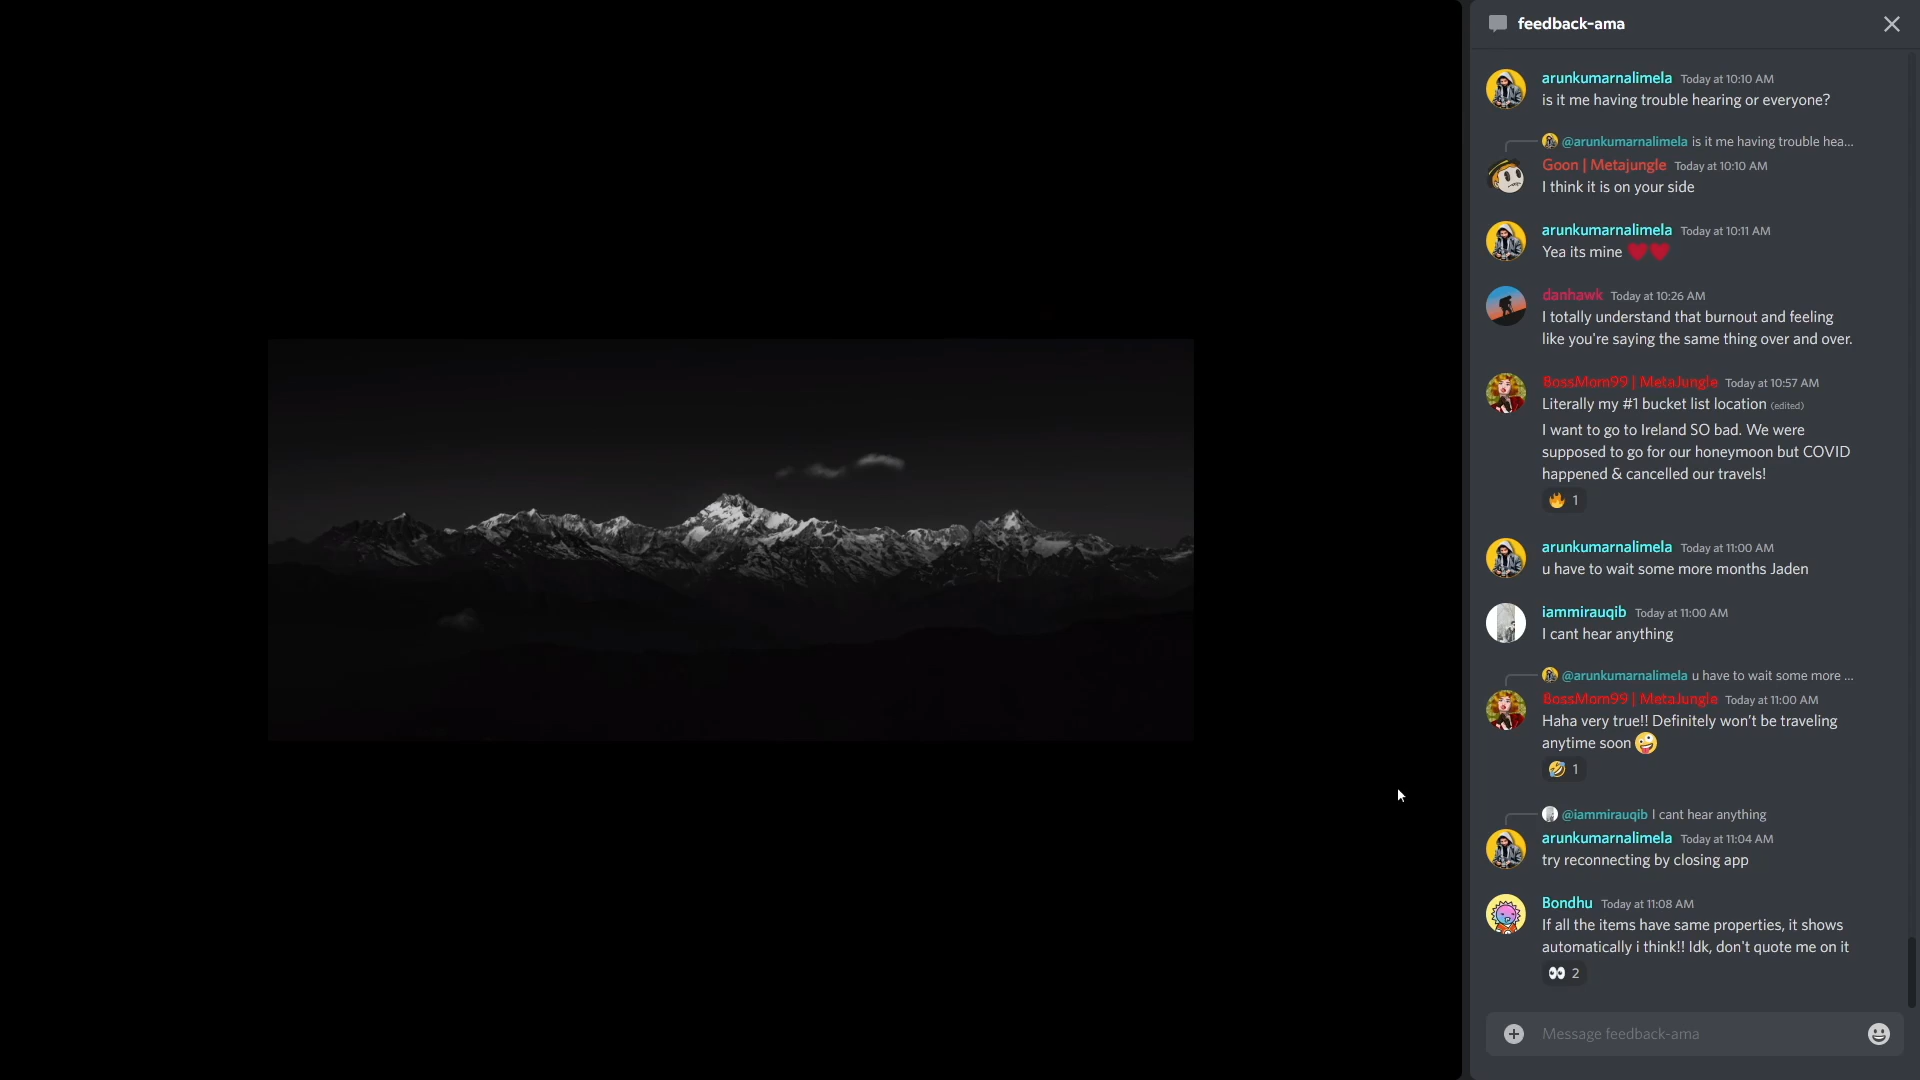 feedback-ama
arunkumarnalimela Today at 10:10 AM
is it me having trouble hearing or everyone?
@arunkumarnalimela is it me having trouble hea...
Goon | Metajungle Today at 10:10 AM
I think it is on your side
arunkumarnalimela Today at 10:11 AM
Yea its mine ❤️❤️
danhawk Today at 10:26 AM
I totally understand that burnout and feeling
like you're saying the same thing over and over.
BossMom99 | MetaJungle Today at 10:57 AM
Literally my #1 bucket list location (edited)
I want to go to Ireland SO bad. We were
supposed to go for our honeymoon but COVID
happened & cancelled our travels!
🔥 1
arunkumarnalimela Today at 11:00 AM
u have to wait some more months Jaden
iammirauqib Today at 11:00 AM
I cant hear anything
@arunkumarnalimela u have to wait some more ...
BossMom99 | MetaJungle Today at 11:00 AM
Haha very true!! Definitely won't be traveling
anytime soon 🤪
🤣 1
@iammirauqib I cant hear anything
arunkumarnalimela Today at 11:04 AM
try reconnecting by closing app
Bondhu Today at 11:08 AM
If all the items have same properties, it shows
automatically i think!! Idk, don't quote me on it
👀 2
Message feedback-ama